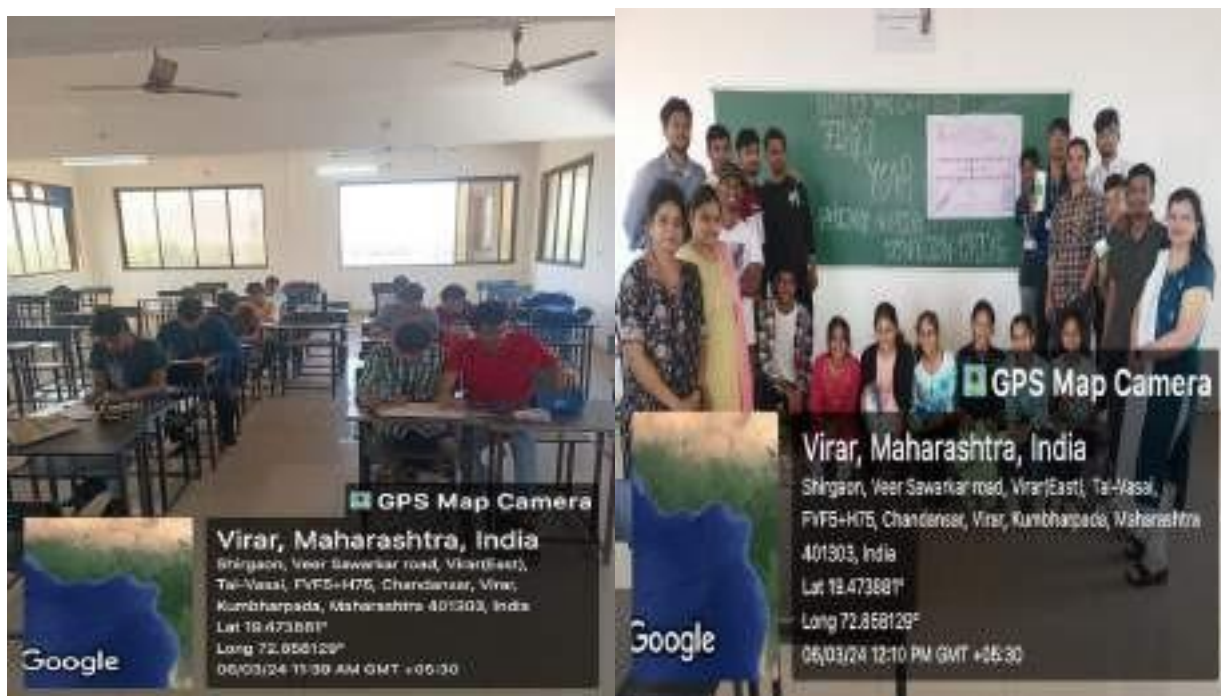 GPS Map Camera
Virar, Maharashtra, India
Shirgaon, Veer Sawarkar road, Virar(East),
Tal-Vasai, FVF5+H75, Chandansar, Virar,
Kumbharpada, Maharashtra 401303, India
Lat 19.473881°
Long 72.858129°
06/03/24 11:39 AM GMT +05:30
Google
YEAR
GPS Map Camera
Virar, Maharashtra, India
Shirgaon, Veer Sawarkar road, Virar(East), Tal-Vasai,
FVF5+H75, Chandansar, Virar, Kumbharpada, Maharashtra
401303, India
Lat 19.473881°
Long 72.858129°
06/03/24 12:10 PM GMT +05:30
Google